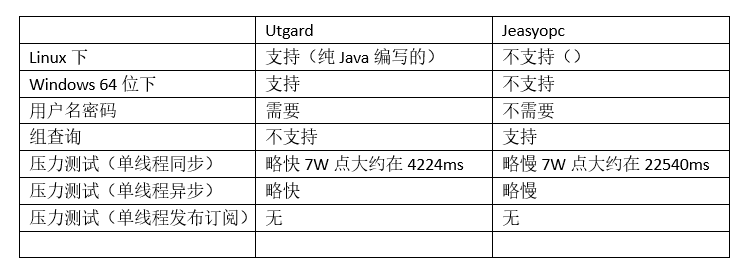 Utgard Jeasyopc
Linux 下 支持（纯 Java 编写的） 不支持（）
Windows 64 位下 支持 不支持
用户名密码 需要 不需要
组查询 不支持 支持
压力测试（单线程同步） 略快 7W 点大约在 4224ms 略慢 7W 点大约在 22540ms
压力测试（单线程异步） 略快 略慢
压力测试（单线程发布订阅） 无 无